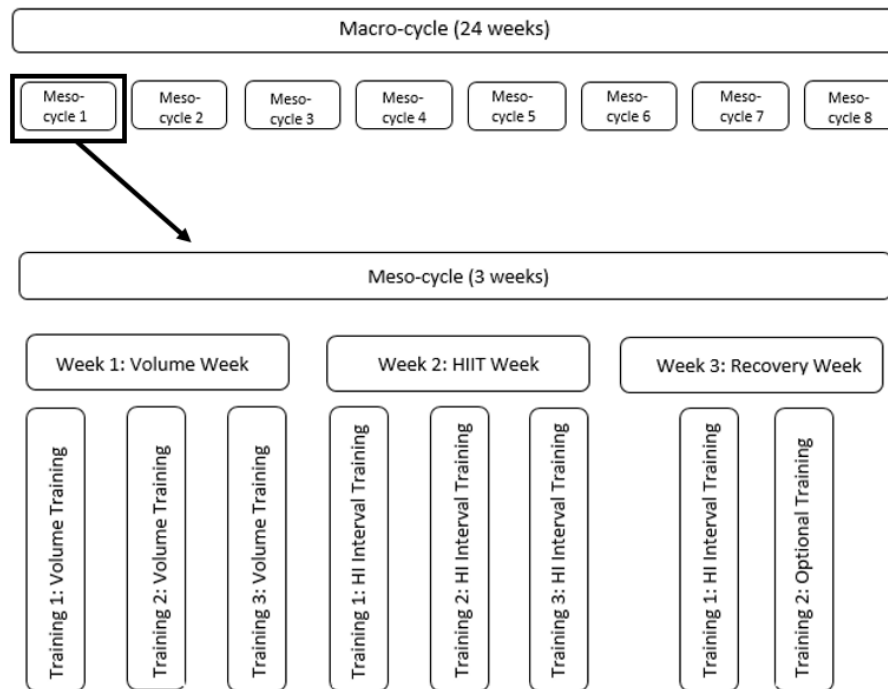 Macro-cycle (24 weeks)
Meso-
cycle 1
Meso-
cycle 2
Meso-
cycle 3
Meso-
cycle 4
Meso-
cycle 5
Meso-
cycle 6
Meso-
cycle 7
Meso-
cycle 8
Meso-cycle (3 weeks)
Week 1: Volume Week
Week 2: HIIT Week
Week 3: Recovery Week
Training 1: Volume Training
Training 2: Volume Training
Training 3: Volume Training
Training 1: HI Interval Training
Training 2: HI Interval Training
Training 3: HI Interval Training
Training 1: HI Interval Training
Training 2: Optional Training